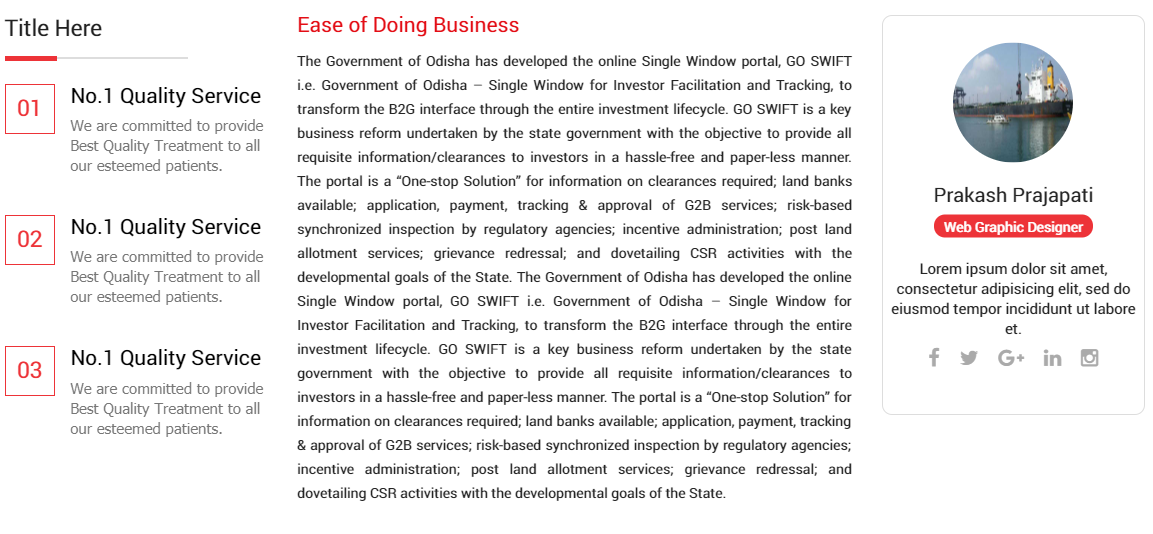 Title Here
01
No.1 Quality Service
We are committed to provide
Best Quality Treatment to all
our esteemed patients.
02
No.1 Quality Service
We are committed to provide
Best Quality Treatment to all
our esteemed patients.
03
No.1 Quality Service
We are committed to provide
Best Quality Treatment to all
our esteemed patients.
Ease of Doing Business
The Government of Odisha has developed the online Single Window portal, GO SWIFT
i.e. Government of Odisha – Single Window for Investor Facilitation and Tracking, to
transform the B2G interface through the entire investment lifecycle. GO SWIFT is a key
business reform undertaken by the state government with the objective to provide all
requisite information/clearances to investors in a hassle-free and paper-less manner.
The portal is a “One-stop Solution” for information on clearances required; land banks
available; application, payment, tracking & approval of G2B services; risk-based
synchronized inspection by regulatory agencies; incentive administration; post land
allotment services; grievance redressal; and dovetailing CSR activities with the
developmental goals of the State. The Government of Odisha has developed the online
Single Window portal, GO SWIFT i.e. Government of Odisha – Single Window for
Investor Facilitation and Tracking, to transform the B2G interface through the entire
investment lifecycle. GO SWIFT is a key business reform undertaken by the state
government with the objective to provide all requisite information/clearances to
investors in a hassle-free and paper-less manner. The portal is a “One-stop Solution” for
information on clearances required; land banks available; application, payment, tracking
& approval of G2B services; risk-based synchronized inspection by regulatory agencies;
incentive administration; post land allotment services; grievance redressal; and
dovetailing CSR activities with the developmental goals of the State.
Prakash Prajapati
Web Graphic Designer
Lorem ipsum dolor sit amet,
consectetur adipisicing elit, sed do
eiusmod tempor incididunt ut labore
et.